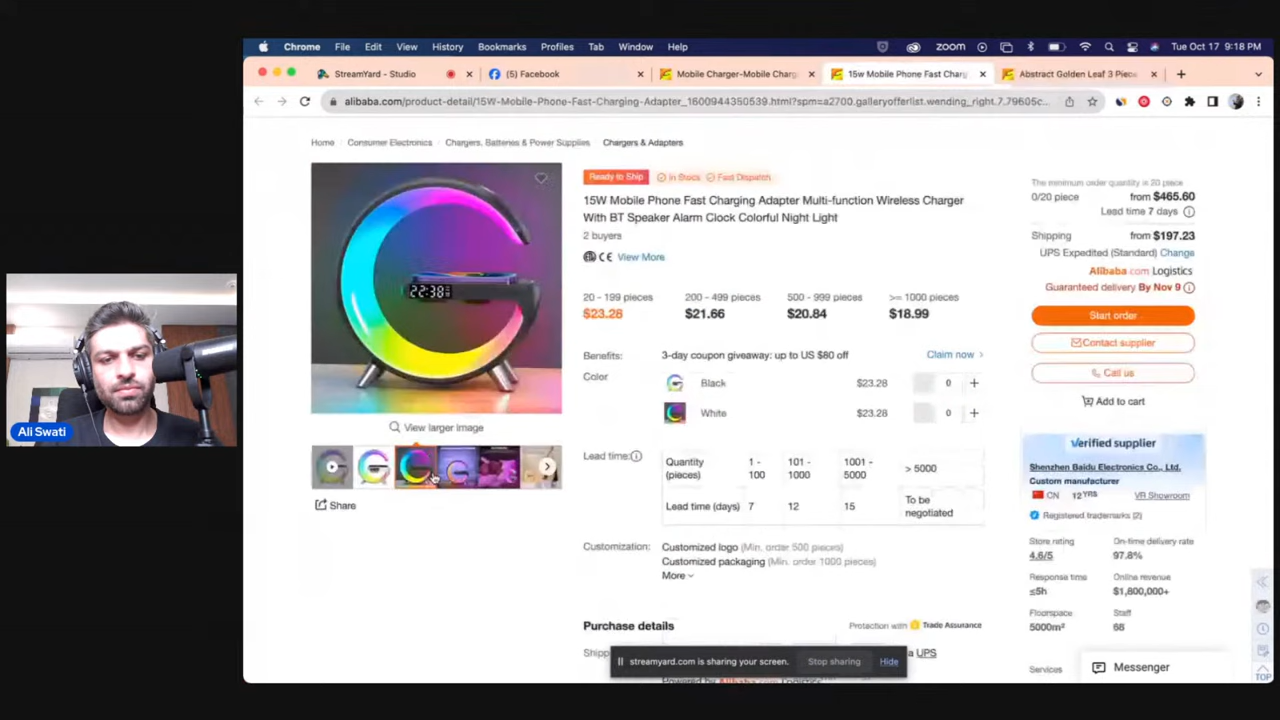 Chrome File Edit View History Bookmarks Profiles Tab Window Help
zoom Tue Oct 17 9:18 PM
StreamYard - Studio
(5) Facebook
Mobile Charger-Mobile Charg
15w Mobile Phone Fast Charg
Abstract Golden Leaf 3 Piece
alibaba.com/product-detail/15W-Mobile-Phone-Fast-Charging-Adapter_1600944350539.html?spm=a2700.galleryofferlist.wending_right.7.79605c...
Home Consumer Electronics Chargers, Batteries & Power Supplies Chargers & Adapters
22:38
View larger image
Share
Ready to Ship In Stock Fast Dispatch
15W Mobile Phone Fast Charging Adapter Multi-function Wireless Charger
With BT Speaker Alarm Clock Colorful Night Light
2 buyers
CE View More
20 - 199 pieces 200 - 499 pieces 500 - 999 pieces >= 1000 pieces
$23.28 $21.66 $20.84 $18.99
Benefits: 3-day coupon giveaway: up to US $80 off Claim now >
Color
Black $23.28 0 +
White $23.28 0 +
Lead time:
Quantity (pieces) 1 - 100 101 - 1000 1001 - 5000 > 5000
Lead time (days) 7 12 15 To be negotiated
Customization: Customized logo (Min. order 500 pieces)
Customized packaging (Min. order 1000 pieces)
More
Purchase details Protection with Trade Assurance
UPS
streamyard.com is sharing your screen. Stop sharing Hide
The minimum order quantity is 20 piece
0/20 piece from $465.60
Lead time 7 days
Shipping from $197.23
UPS Expedited (Standard) Change
Alibaba.com Logistics
Guaranteed delivery By Nov 9
Start order
Contact supplier
Call us
Add to cart
Verified supplier
Shenzhen Baidu Electronics Co., Ltd.
Custom manufacturer
CN 12 YRS VR Showroom
Registered trademarks (2)
Store rating On-time delivery rate
4.6/5 97.8%
Response time Online revenue
≤5h $1,800,000+
Floorspace Staff
5000m² 68
Services
Messenger
TOP
Ali Swati